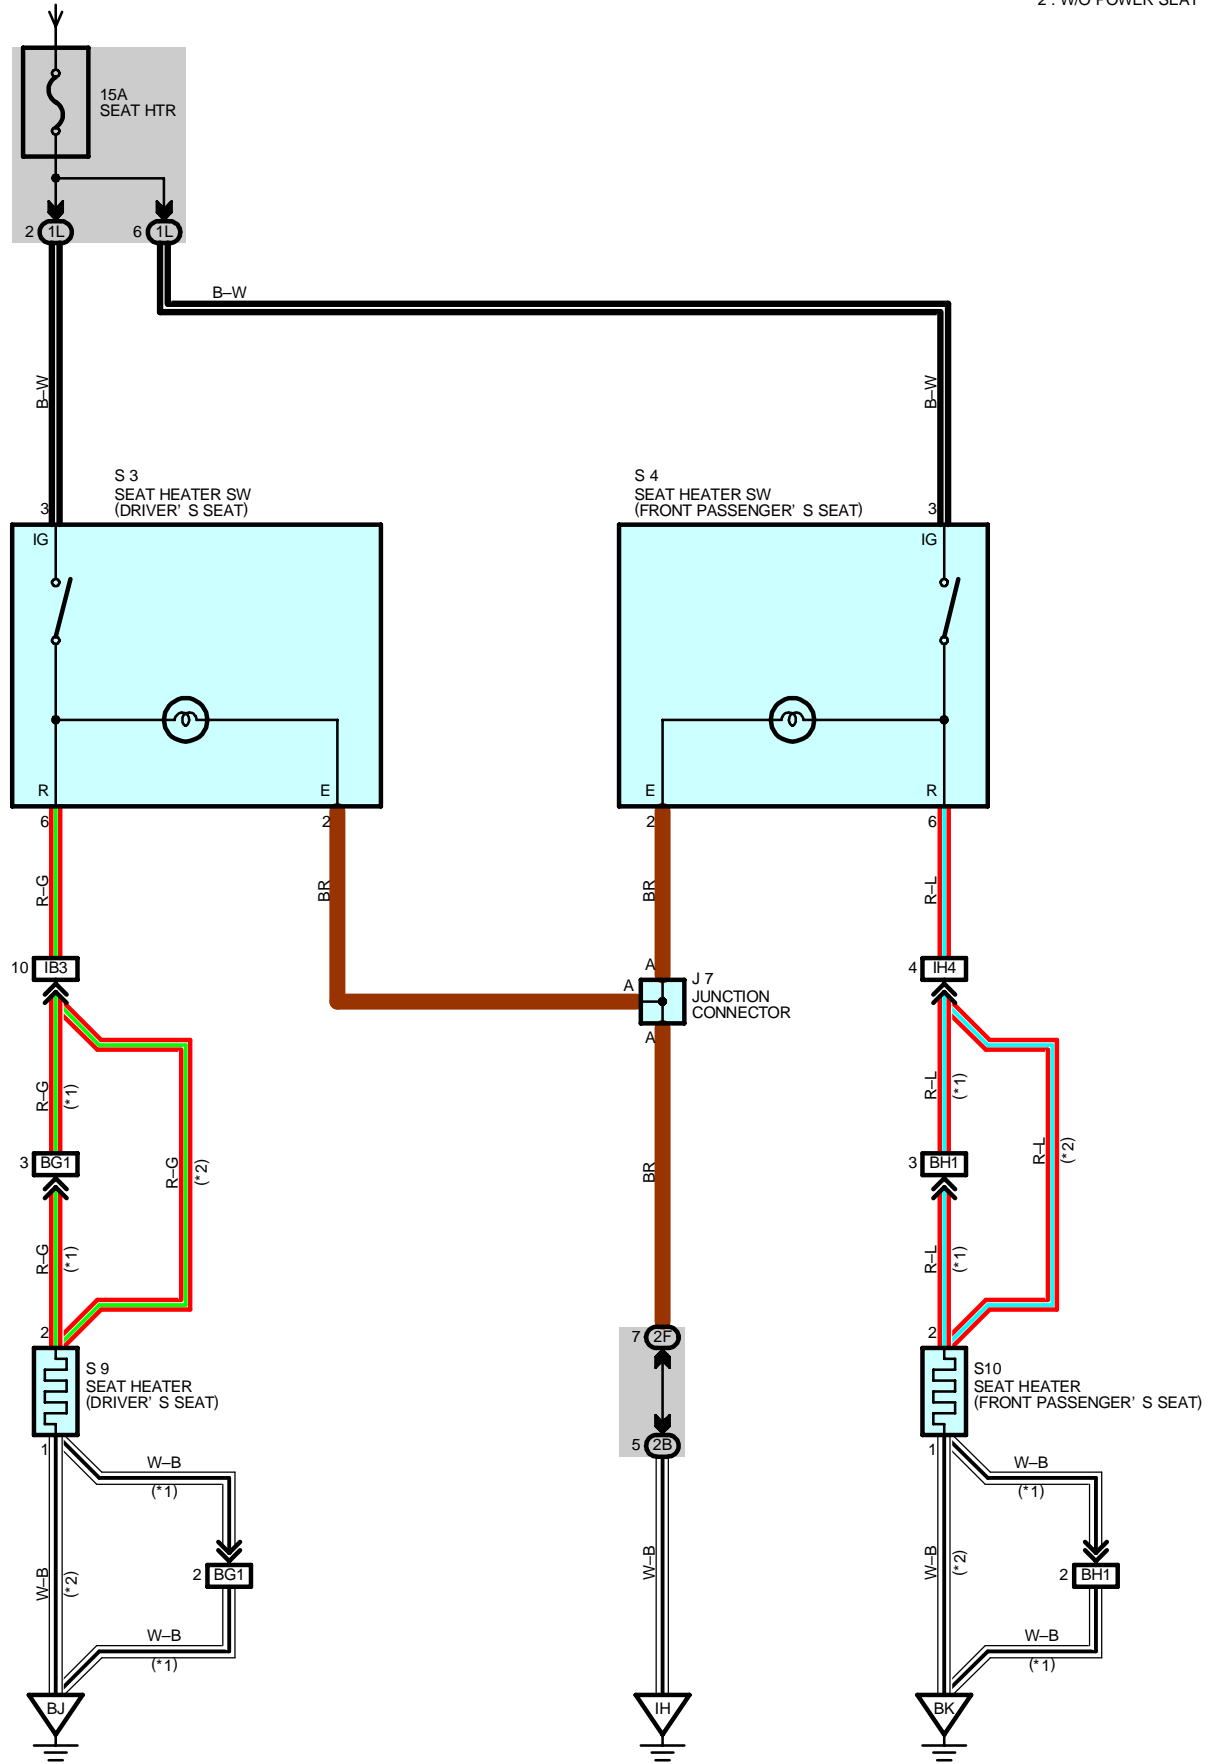 2 : W/O POWER SEAT
15A
SEAT HTR
2 1L
6 1L
B–W
B–W
B–W
S 3
SEAT HEATER SW
(DRIVER' S SEAT)
S 4
SEAT HEATER SW
(FRONT PASSENGER' S SEAT)
3
3
IG
IG
R
E
E
R
6
2
2
6
R–G
BR
BR
R–L
10 IB3
A
A
J 7
JUNCTION
CONNECTOR
A
4 IH4
R–G
(*1)
R–G
(*2)
R–L
(*1)
R–L
(*2)
3 BG1
BR
3 BH1
R–G
(*1)
R–L
(*1)
2
7 2F
2
S 9
SEAT HEATER
(DRIVER' S SEAT)
S10
SEAT HEATER
(FRONT PASSENGER' S SEAT)
1
5 2B
1
W–B
(*1)
W–B
(*1)
W–B
(*2)
2 BG1
W–B
W–B
(*2)
2 BH1
W–B
(*1)
W–B
(*1)
BJ
IH
BK